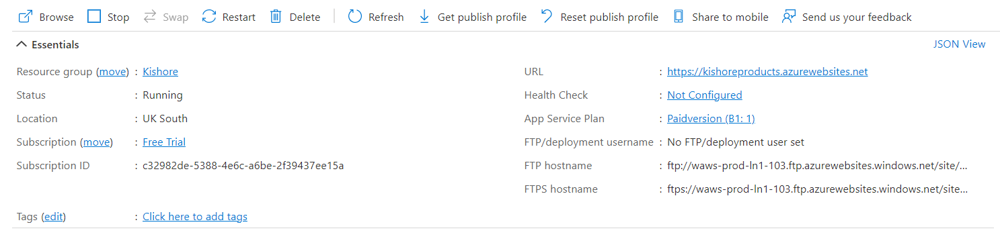 Browse Stop Swap Restart Delete Refresh Get publish profile Reset publish profile Share to mobile Send us your feedback
Essentials JSON View
Resource group (move) : Kishore URL : https://kishoreproducts.azurewebsites.net
Status : Running Health Check : Not Configured
Location : UK South App Service Plan : Paidversion (B1: 1)
Subscription (move) : Free Trial FTP/deployment username : No FTP/deployment user set
Subscription ID : c32982de-5388-4e6c-a6be-2f39437ee15a FTP hostname : ftp://waws-prod-ln1-103.ftp.azurewebsites.windows.net/site/...
FTPS hostname : ftps://waws-prod-ln1-103.ftp.azurewebsites.windows.net/site...
Tags (edit) : Click here to add tags